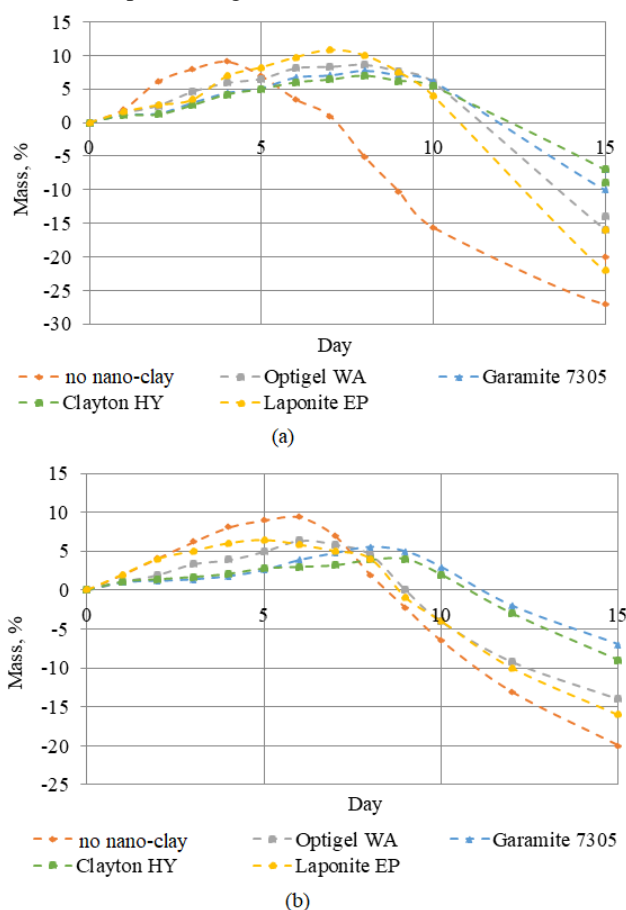 15
10
5
0
-5
-10
-15
-20
-25
-30
Mass, %
0 5 10 15
Day
no nano-clay Optigel WA Garamite 7305
Clayton HY Laponite EP
(a)
15
10
5
0
-5
-10
-15
-20
-25
Mass, %
0 5 10 15
Day
no nano-clay Optigel WA Garamite 7305
Clayton HY Laponite EP
(b)